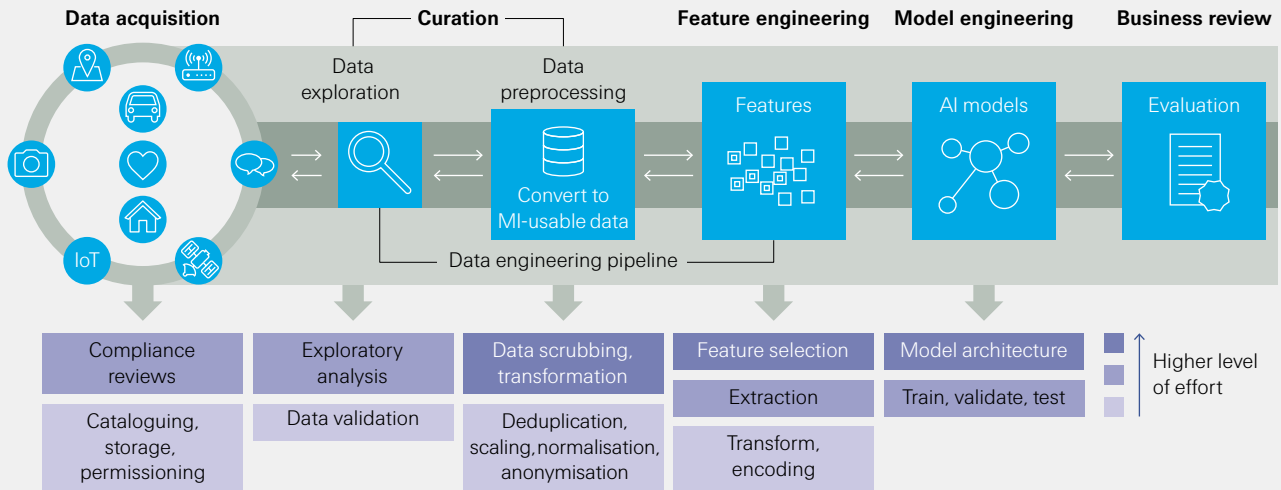 Data acquisition
Curation
Feature engineering
Model engineering
Business review
Data
exploration
Data
preprocessing
Features
AI models
Evaluation
Convert to
MI-usable data
IoT
Data engineering pipeline
Compliance
reviews
Exploratory
analysis
Data scrubbing,
transformation
Feature selection
Model architecture
Higher level
of effort
Extraction
Train, validate, test
Cataloguing,
storage,
permissioning
Data validation
Deduplication,
scaling, normalisation,
anonymisation
Transform,
encoding